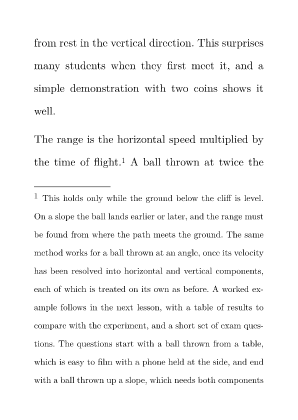 from rest in the vertical direction. This surprises
many students when they first meet it, and a
simple demonstration with two coins shows it
well.
The range is the horizontal speed multiplied by
the time of flight.¹ A ball thrown at twice the
¹ This holds only while the ground below the cliff is level.
On a slope the ball lands earlier or later, and the range must
be found from where the path meets the ground. The same
method works for a ball thrown at an angle, once its velocity
has been resolved into horizontal and vertical components,
each of which is treated on its own as before. A worked ex-
ample follows in the next lesson, with a table of results to
compare with the experiment, and a short set of exam ques-
tions. The questions start with a ball thrown from a table,
which is easy to film with a phone held at the side, and end
with a ball thrown up a slope, which needs both components